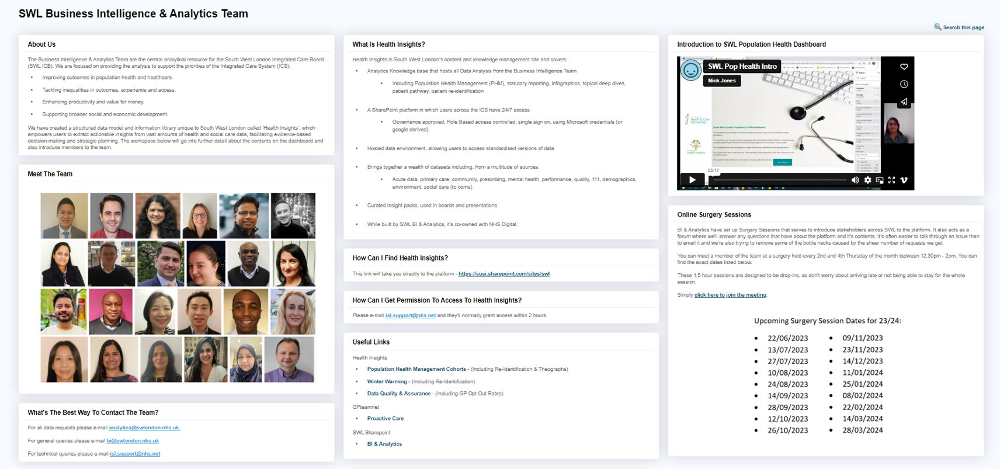 SWL Business Intelligence & Analytics Team
Search this page
About Us
The Business Intelligence & Analytics Team are the central analytical resource for the South West London Integrated Care Board
(SWL ICB). We are focused on providing the analysis to support the priorities of the Integrated Care System (ICS):
• Improving outcomes in population health and healthcare.
• Tackling inequalities in outcomes, experience and access.
• Enhancing productivity and value for money.
• Supporting broader social and economic development.
We have created a structured data model and information library unique to South West London called 'Health Insights', which
empowers users to extract actionable insights from vast amounts of health and social care data, facilitating evidence-based
decision-making and strategic planning. The workspace below will go into further detail about the contents on the dashboard and
also introduce members to the team.
Meet The Team
What's The Best Way To Contact The Team?
For all data requests please e-mail analytics@swlondon.nhs.uk.
For general queries please e-mail bi@swlondon.nhs.uk
For technical queries please e-mail isl.support@nhs.net
What Is Health Insights?
Health Insights is South West London's content and knowledge management site and covers:
• Analytics Knowledge base that hosts all Data Analysis from the Business Intelligence Team
• Including Population Health Management (PHM), statutory reporting, infographics, topical deep dives,
patient pathway, patient re-identification
• A SharePoint platform in which users across the ICS have 24/7 access
• Governance approved, Role Based access controlled, single sign on, using Microsoft credentials (or
google derived)
• Hosted data environment, allowing users to access standardised versions of data
• Brings together a wealth of datasets including, from a multitude of sources:
• Acute data, primary care, community, prescribing, mental health, performance, quality, 111, demographics,
environment, social care (to come)
• Curated insight packs, used in boards and presentations
• While built by SWL BI & Analytics, it's co-owned with NHS Digital.
How Can I Find Health Insights?
This link will take you directly to the platform - https://susi.sharepoint.com/sites/swl
How Can I Get Permission To Access To Health Insights?
Please e-mail isl.support@nhs.net and they'll normally grant access within 2 hours.
Useful Links
Health Insights
• Population Health Management Cohorts - (Including Re-Identification & Theographs)
• Winter Warming - (Including Re-Identification)
• Data Quality & Assurance - (Including GP Opt Out Rates)
GPteamnet
• Proactive Care
SWL Sharepoint
• BI & Analytics
Introduction to SWL Population Health Dashboard
SWL Pop Health Intro
Nick Jones
Health & Care
Partnership
South West London Population Profile Dashboard
Health Insights
03:17
Online Surgery Sessions
BI & Analytics have set up Surgery Sessions that serves to introduce stakeholders across SWL to the platform. It also acts as a
forum where we'll answer any questions that have about the platform and it's contents. It's often easier to talk through an issue than
to email it and we're also trying to remove some of the bottle necks caused by the sheer number of requests we get.
You can meet a member of the team at a surgery held every 2nd and 4th Thursday of the month between 12.30pm - 2pm. You can
find the exact dates listed below.
These 1.5 hour sessions are designed to be drop-ins, so don't worry about arriving late or not being able to stay for the whole
session.
Simply click here to join the meeting.
Upcoming Surgery Session Dates for 23/24:
• 22/06/2023
• 13/07/2023
• 27/07/2023
• 10/08/2023
• 24/08/2023
• 14/09/2023
• 28/09/2023
• 12/10/2023
• 26/10/2023
• 09/11/2023
• 23/11/2023
• 14/12/2023
• 11/01/2024
• 25/01/2024
• 08/02/2024
• 22/02/2024
• 14/03/2024
• 28/03/2024